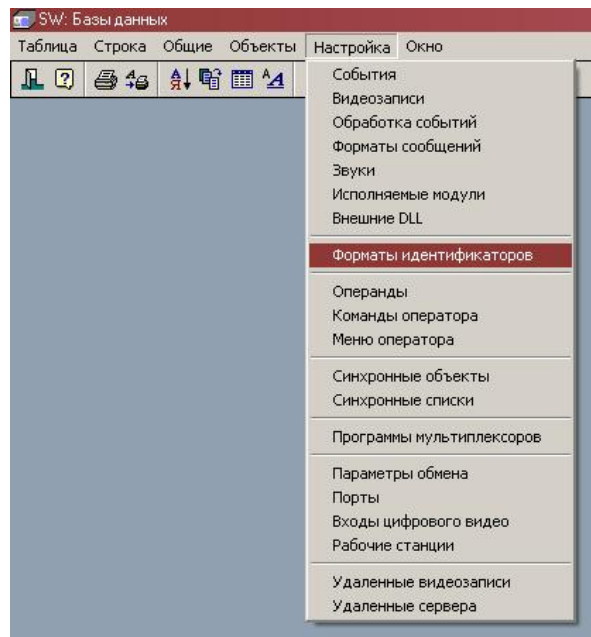 SW: Базы данных
Таблица Строка Общие Объекты Настройка Окно
События
Видеозаписи
Обработка событий
Форматы сообщений
Звуки
Исполняемые модули
Внешние DLL
Форматы идентификаторов
Операнды
Команды оператора
Меню оператора
Синхронные объекты
Синхронные списки
Программы мультиплексоров
Параметры обмена
Порты
Входы цифрового видео
Рабочие станции
Удаленные видеозаписи
Удаленные сервера